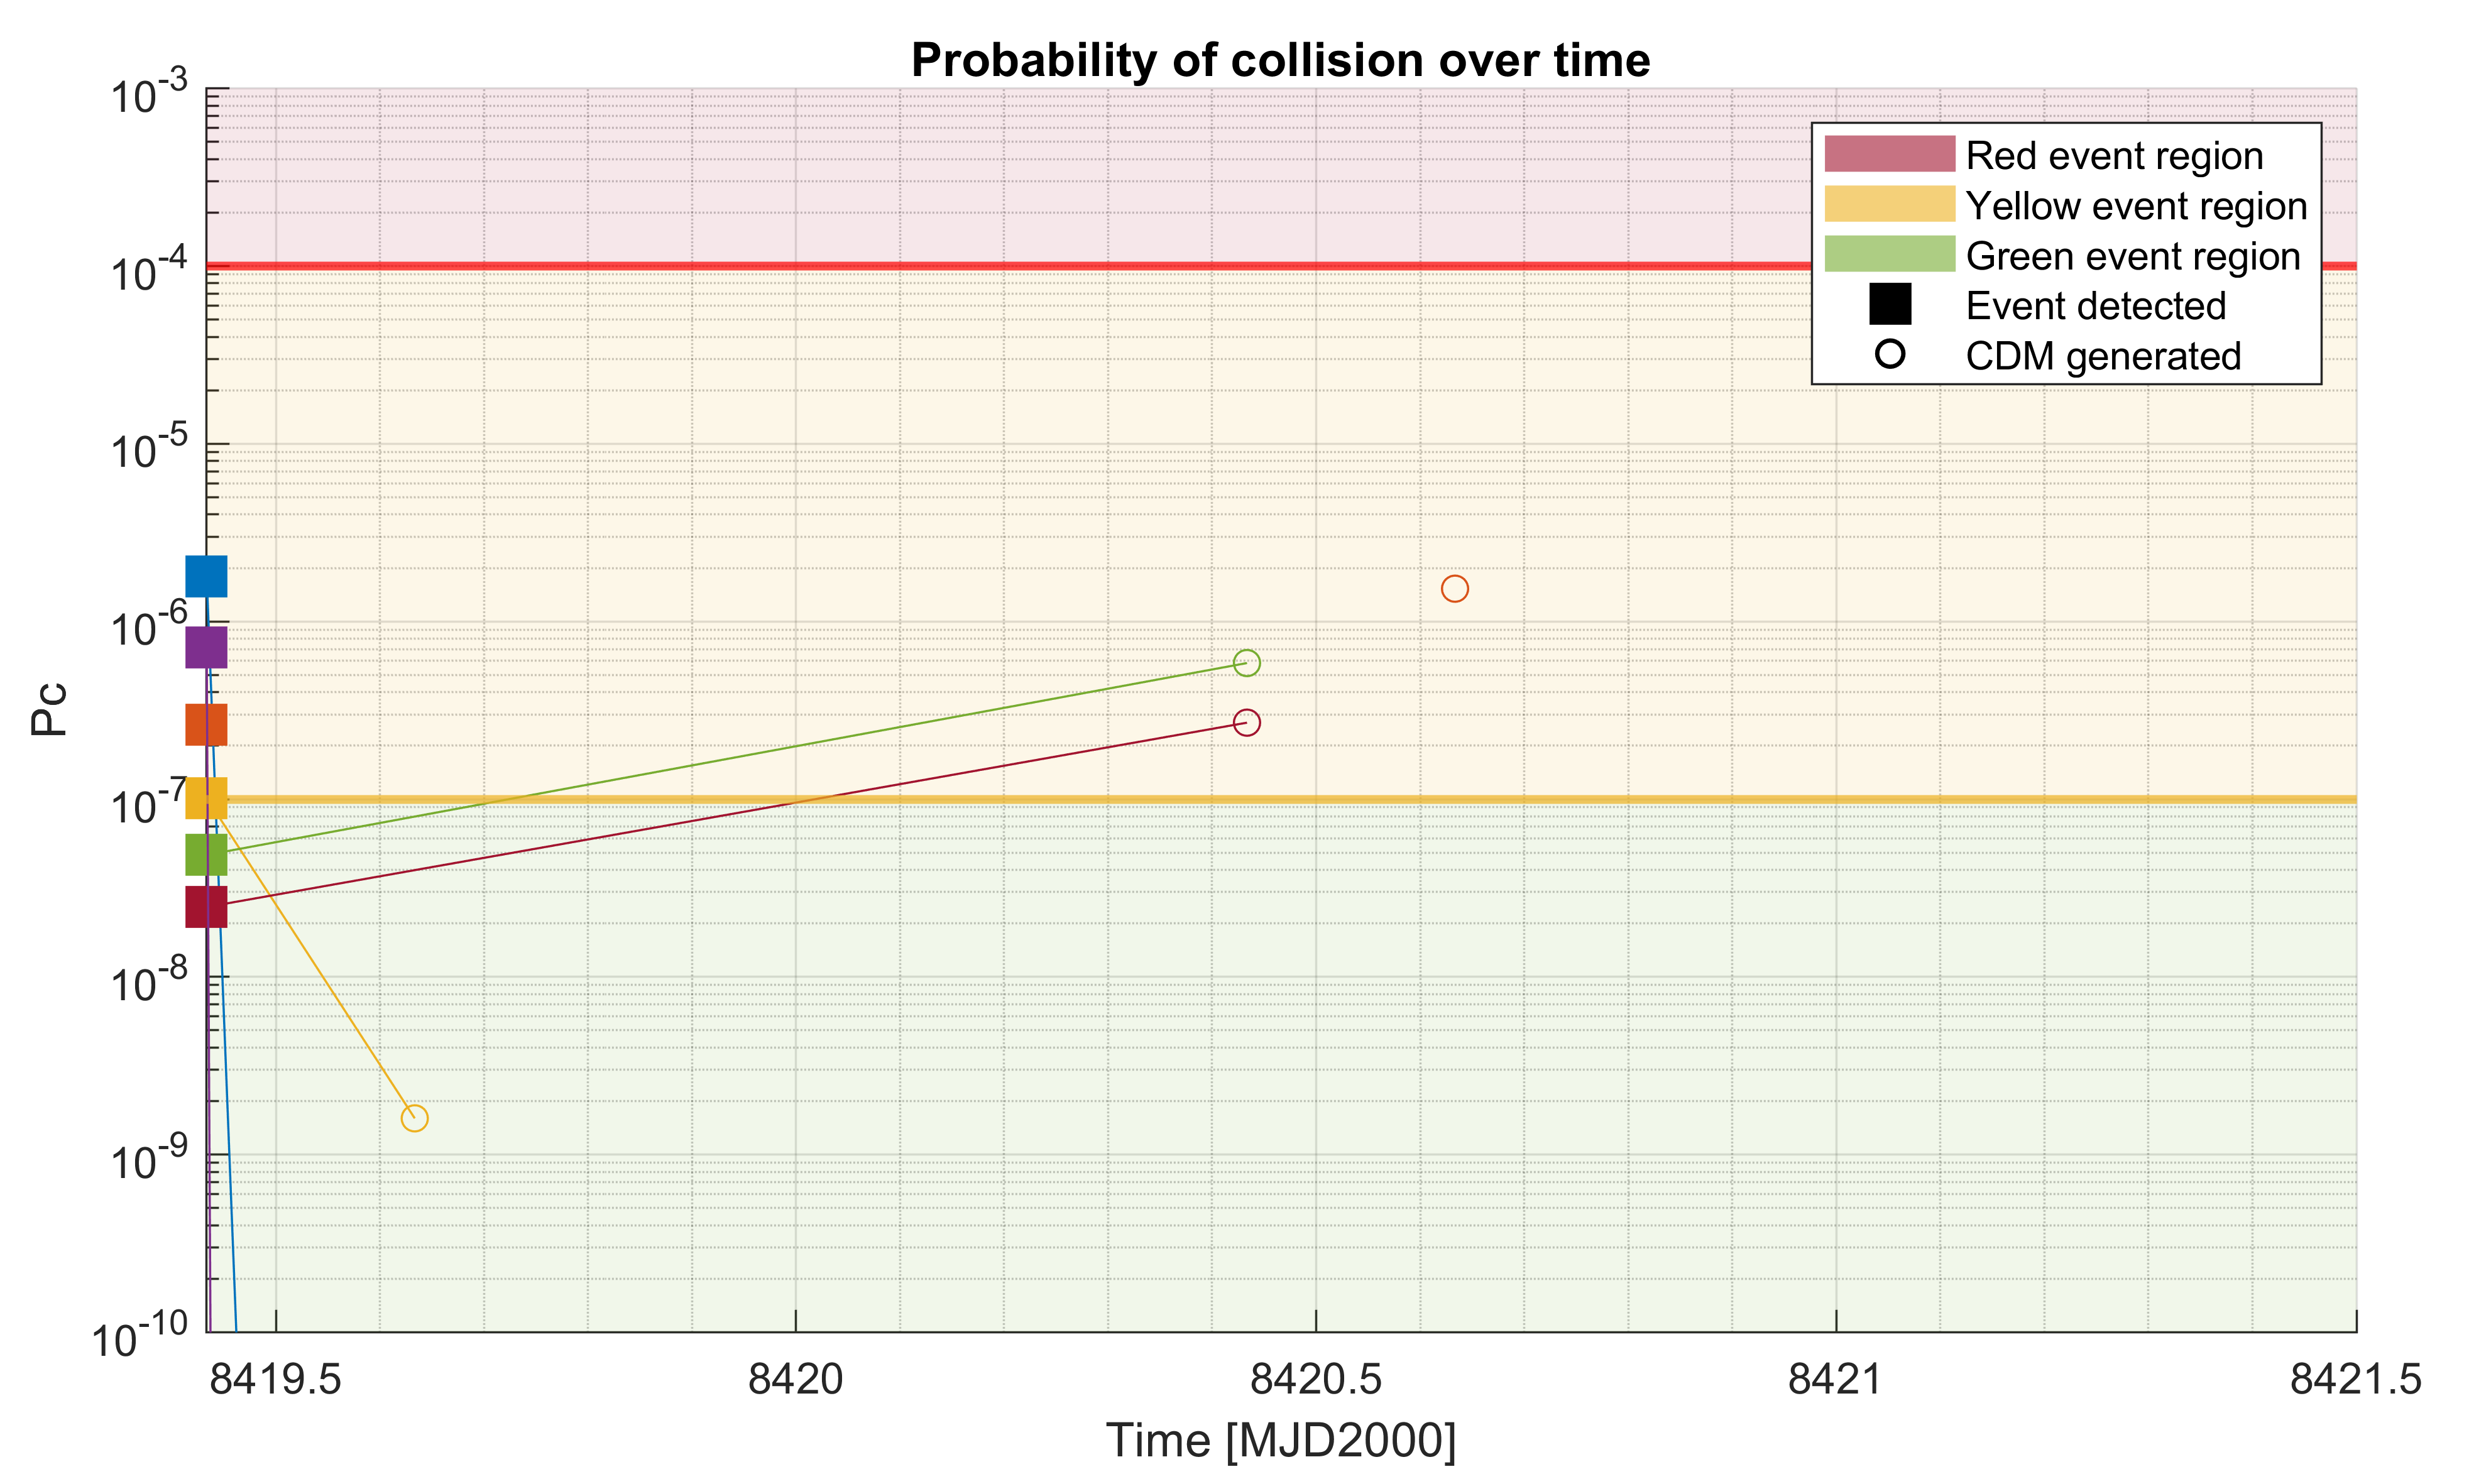 Probability of collision over time
10^-3
10^-4
10^-5
10^-6
10^-7
10^-8
10^-9
10^-10
Pc
Red event region
Yellow event region
Green event region
Event detected
CDM generated
8419.5 8420 8420.5 8421 8421.5
Time [MJD2000]